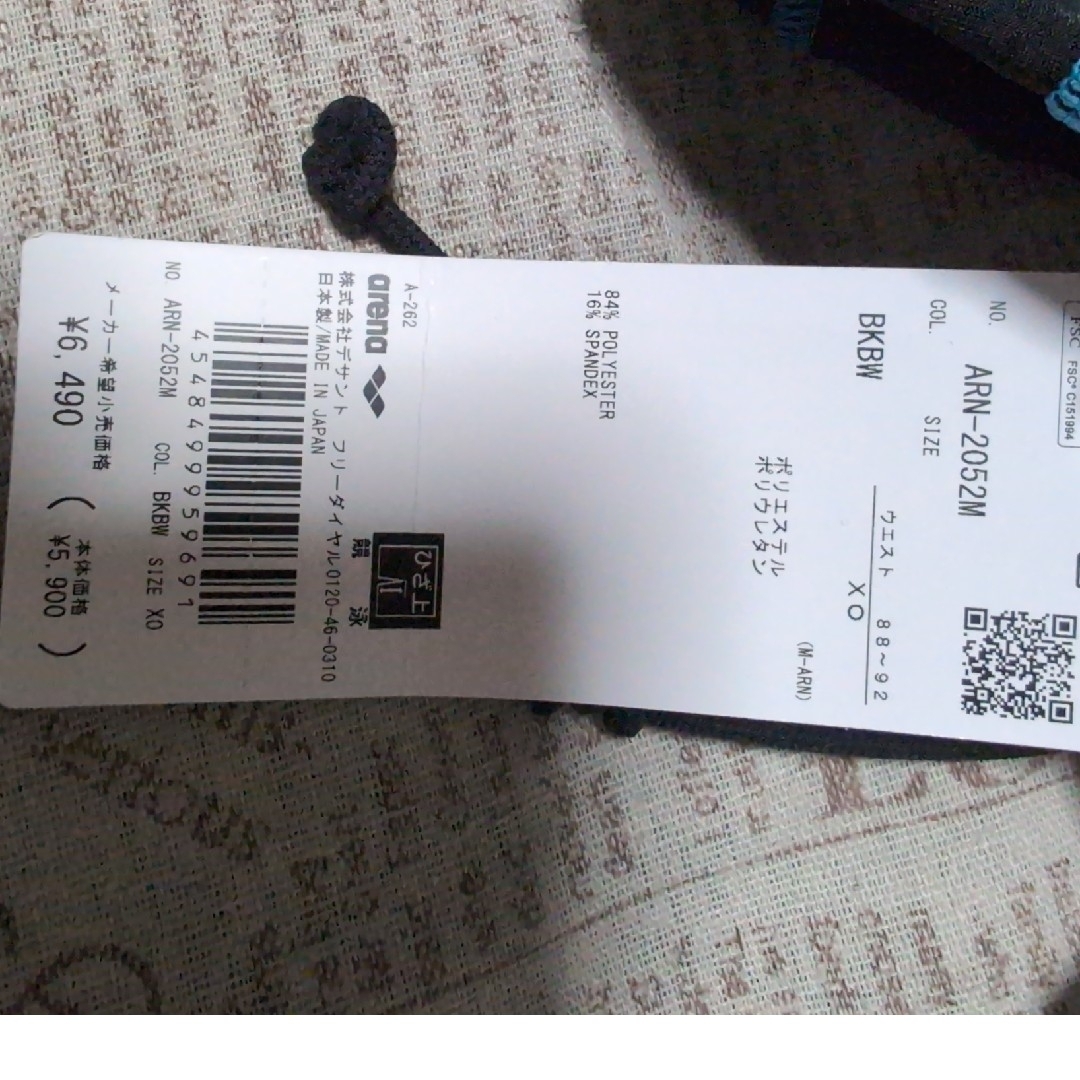 FSC
FSC® C151994
NO.
ARN-2052M
COL.
SIZE
BKBW
ウエスト 88~92
XO
(M-ARN)
ポリエステル
ポリウレタン
84% POLYESTER
16% SPANDEX
ひざ上
競泳
A-262
arena
株式会社デサント フリーダイヤル0120-46-0310
日本製/MADE IN JAPAN
4548499959691
NO ARN-2052M COL. BKBW SIZE XO
メーカー希望小売価格
¥6,490 (本体価格 ¥5,900)